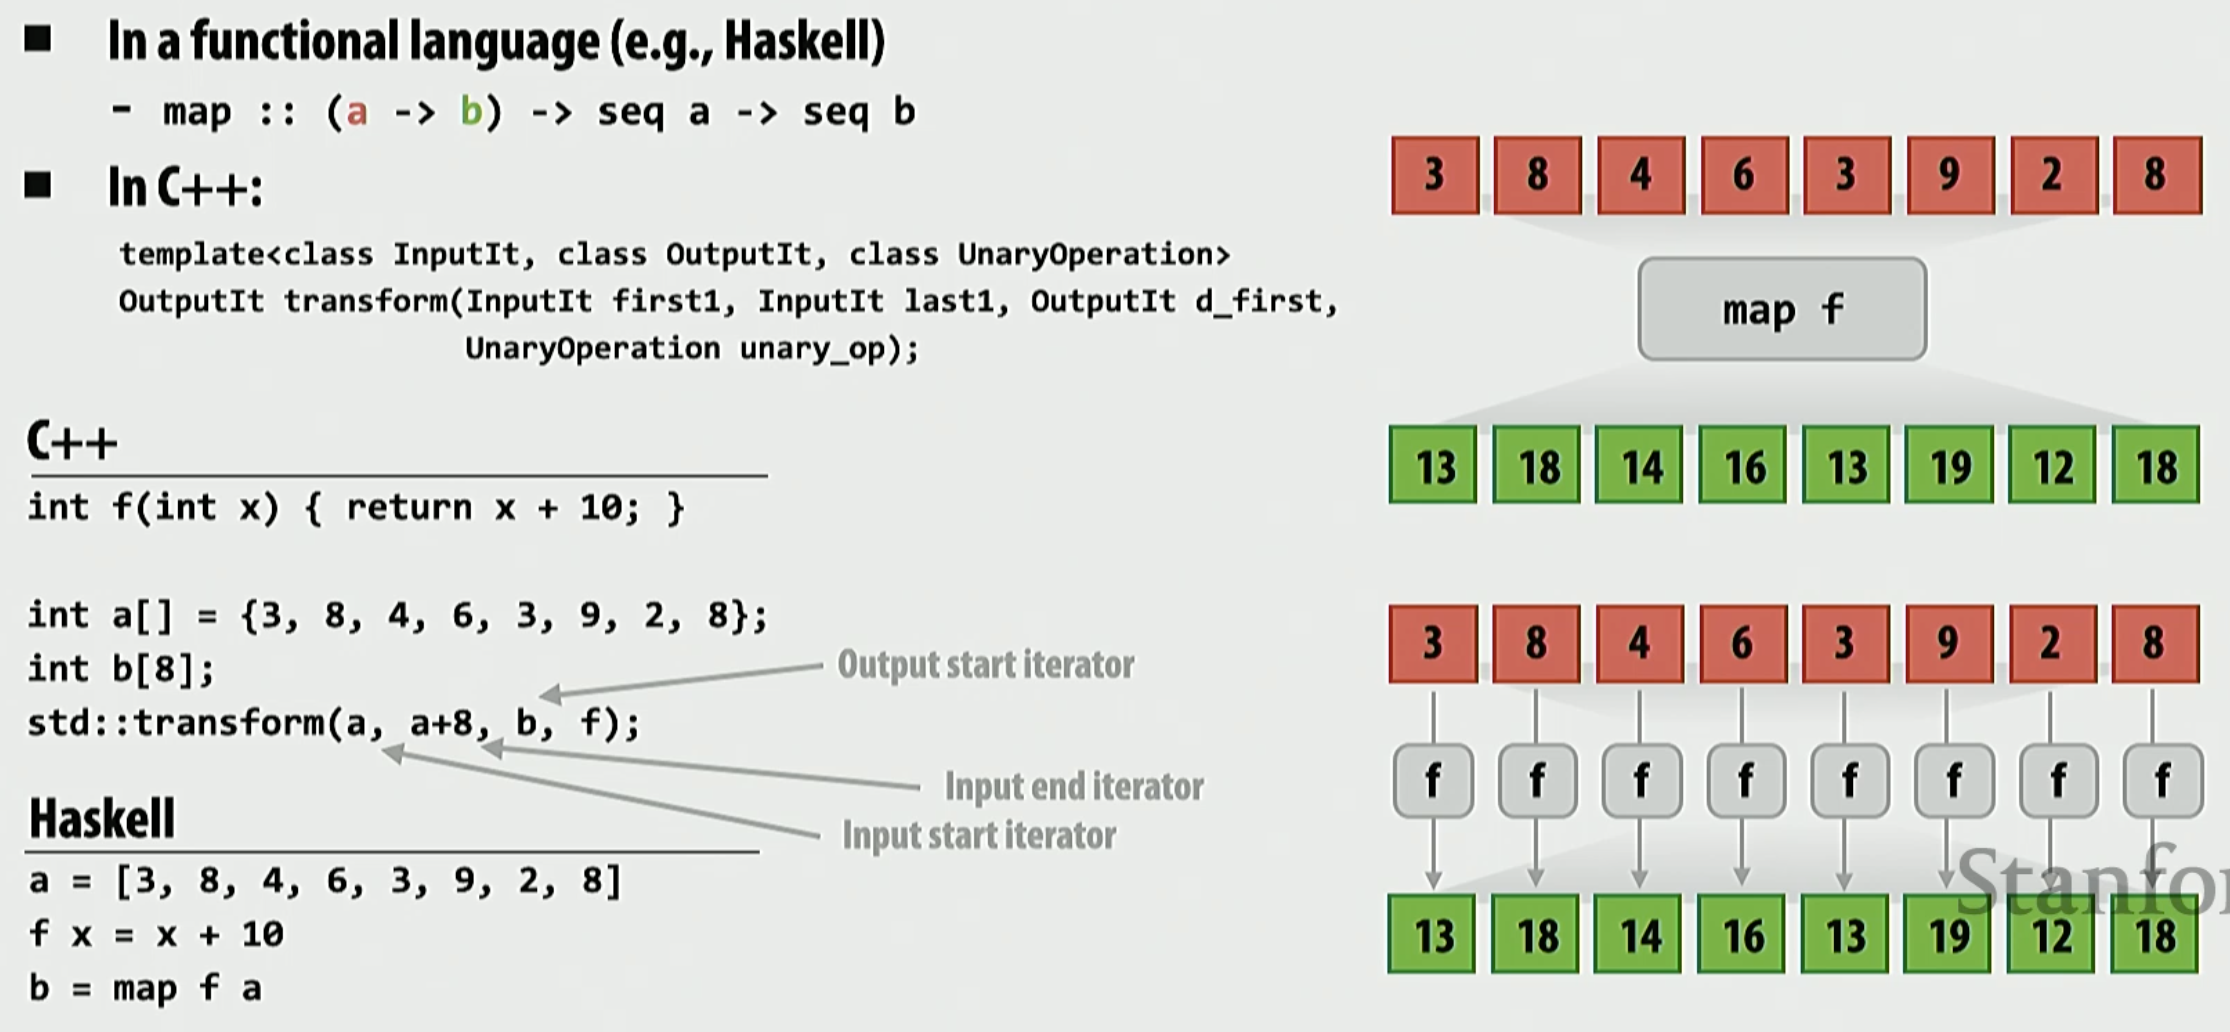 ■ In a functional language (e.g., Haskell)
- map :: (a -> b) -> seq a -> seq b
■ In C++:
template<class InputIt, class OutputIt, class UnaryOperation>
OutputIt transform(InputIt first1, InputIt last1, OutputIt d_first,
UnaryOperation unary_op);
C++
int f(int x) { return x + 10; }
int a[] = {3, 8, 4, 6, 3, 9, 2, 8};
int b[8];
std::transform(a, a+8, b, f);
Output start iterator
Input end iterator
Input start iterator
Haskell
a = [3, 8, 4, 6, 3, 9, 2, 8]
f x = x + 10
b = map f a
3 8 4 6 3 9 2 8
map f
13 18 14 16 13 19 12 18
3 8 4 6 3 9 2 8
f f f f f f f f
13 18 14 16 13 19 12 18